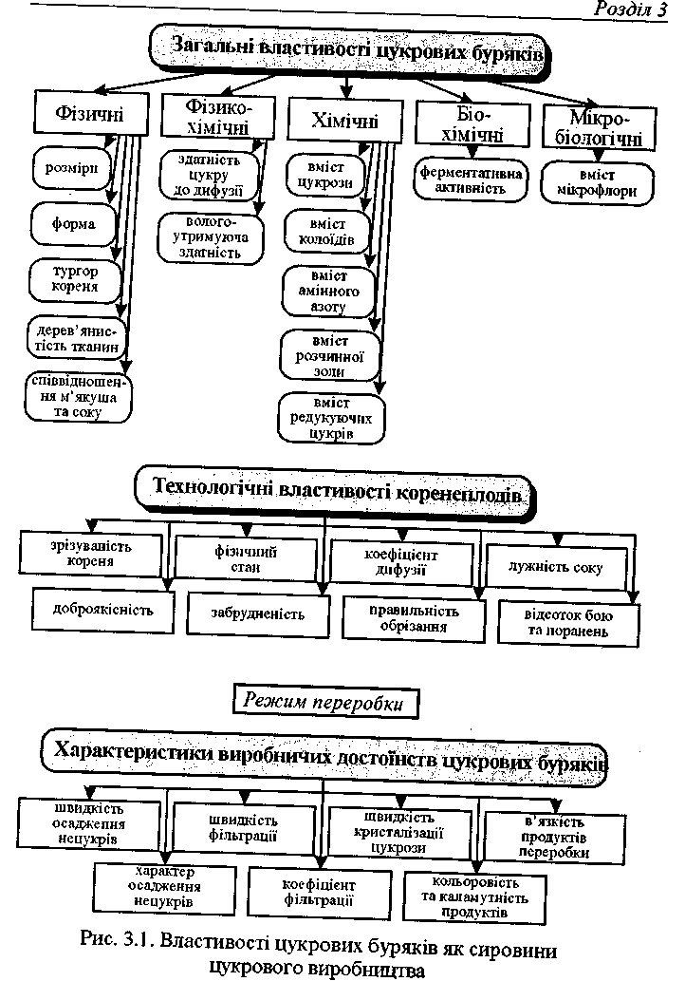 Розділ 3
Загальні властивості цукрових буряків
Фізичні
Фізико-
хімічні
Хімічні
Біо-
хімічні
Мікро-
біологічні
розміри
форма
тургор
кореня
дерев’янис-
тість тканин
співвідношен-
ня м’якуша
та соку
здатність
цукру
до дифузії
волого-
утримуюча
здатність
вміст
цукрози
вміст
колоїдів
вміст
амінного
азоту
вміст
розчинної
золи
вміст
редукуючих
цукрів
ферментативна
активність
вміст
мікрофлори
Технологічні властивості коренеплодів
зрізуваність
кореня
фізичний
стан
коефіцієнт
дифузії
лужність соку
доброякісність
забрудненість
правильність
обрізання
відсоток бою
та поранень
Режим переробки
Характеристики виробничих достоїнств цукрових буряків
швидкість
осадження
нецукрів
швидкість
фільтрації
швидкість
кристалізації
цукрози
в’язкість
продуктів
переробки
характер
осадження
нецукрів
коефіцієнт
фільтрації
кольоровість
та каламутність
продуктів
Рис. 3.1. Властивості цукрових буряків як сировини
цукрового виробництва